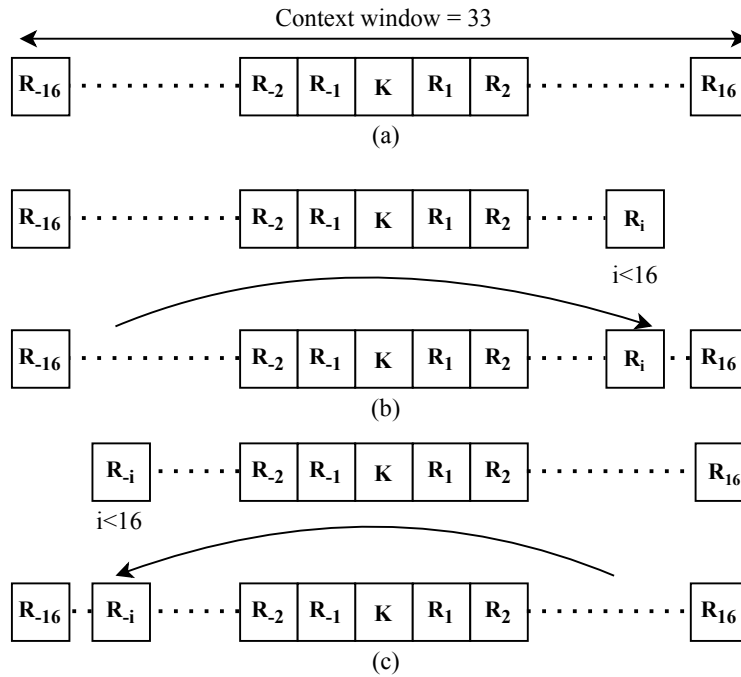 Context window = 33
R-16 R-2 R-1 K R1 R2 R16
(a)
R-16 R-2 R-1 K R1 R2 Ri
i<16
R-16 R-2 R-1 K R1 R2 Ri R16
(b)
R-i R-2 R-1 K R1 R2 R16
i<16
R-16 R-i R-2 R-1 K R1 R2 R16
(c)